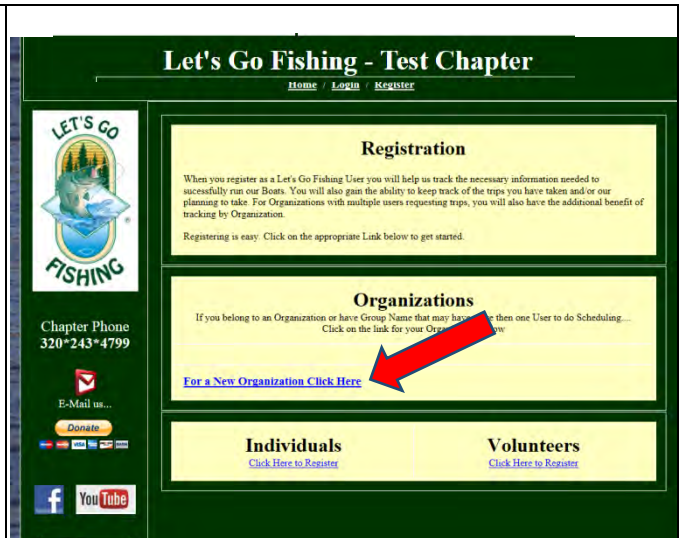 Let's Go Fishing - Test Chapter
Home / Login / Register
LET'S GO
FISHING
®
Chapter Phone
320*243*4799
E-Mail us...
Donate
VISA
f You Tube
Registration
When you register as a Let's Go Fishing User you will help us track the necessary information needed to
sucessfully run our Boats. You will also gain the ability to keep track of the trips you have taken and/or our
planning to take. For Organizations with multiple users requesting trips, you will also have the additional benefit of
tracking by Organization.
Registering is easy. Click on the appropriate Link below to get started.
Organizations
If you belong to an Organization or have Group Name that may have then one User to do Scheduling....
Click on the link for your
For a New Organization Click Here
Individuals
Click Here to Register
Volunteers
Click Here to Register